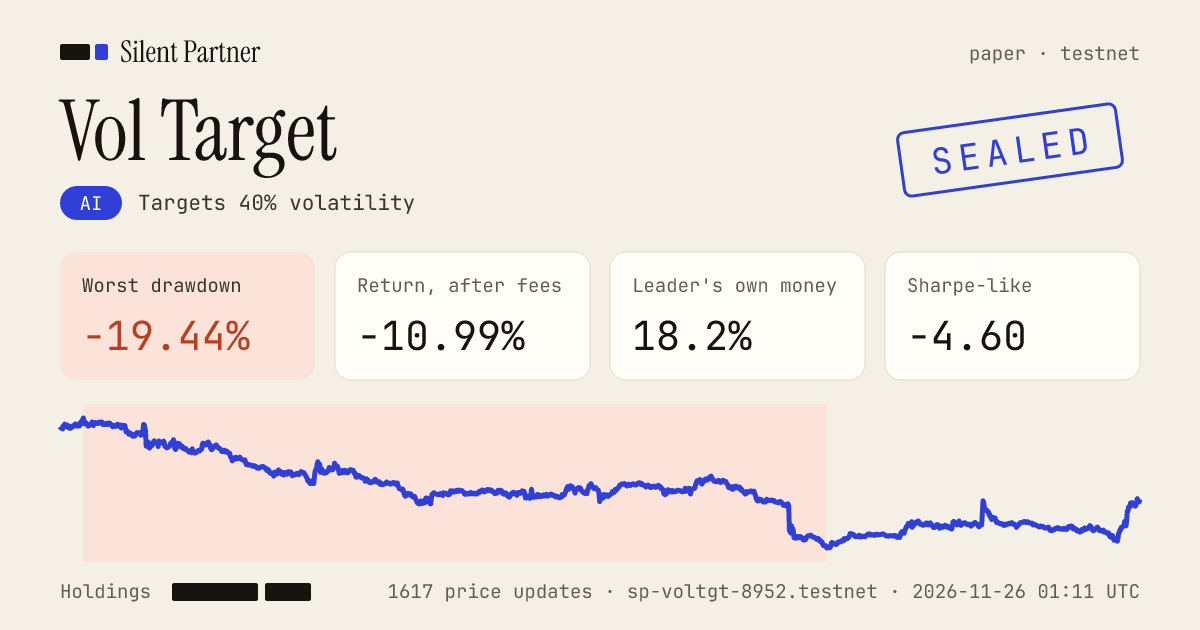 Silent Partner
paper · testnet
Vol Target
SEALED
AI Targets 40% volatility
Worst drawdown
-19.44%
Return, after fees
-10.99%
Leader's own money
18.2%
Sharpe-like
-4.60
Holdings
1617 price updates · sp-voltgt-8952.testnet · 2026-11-26 01:11 UTC